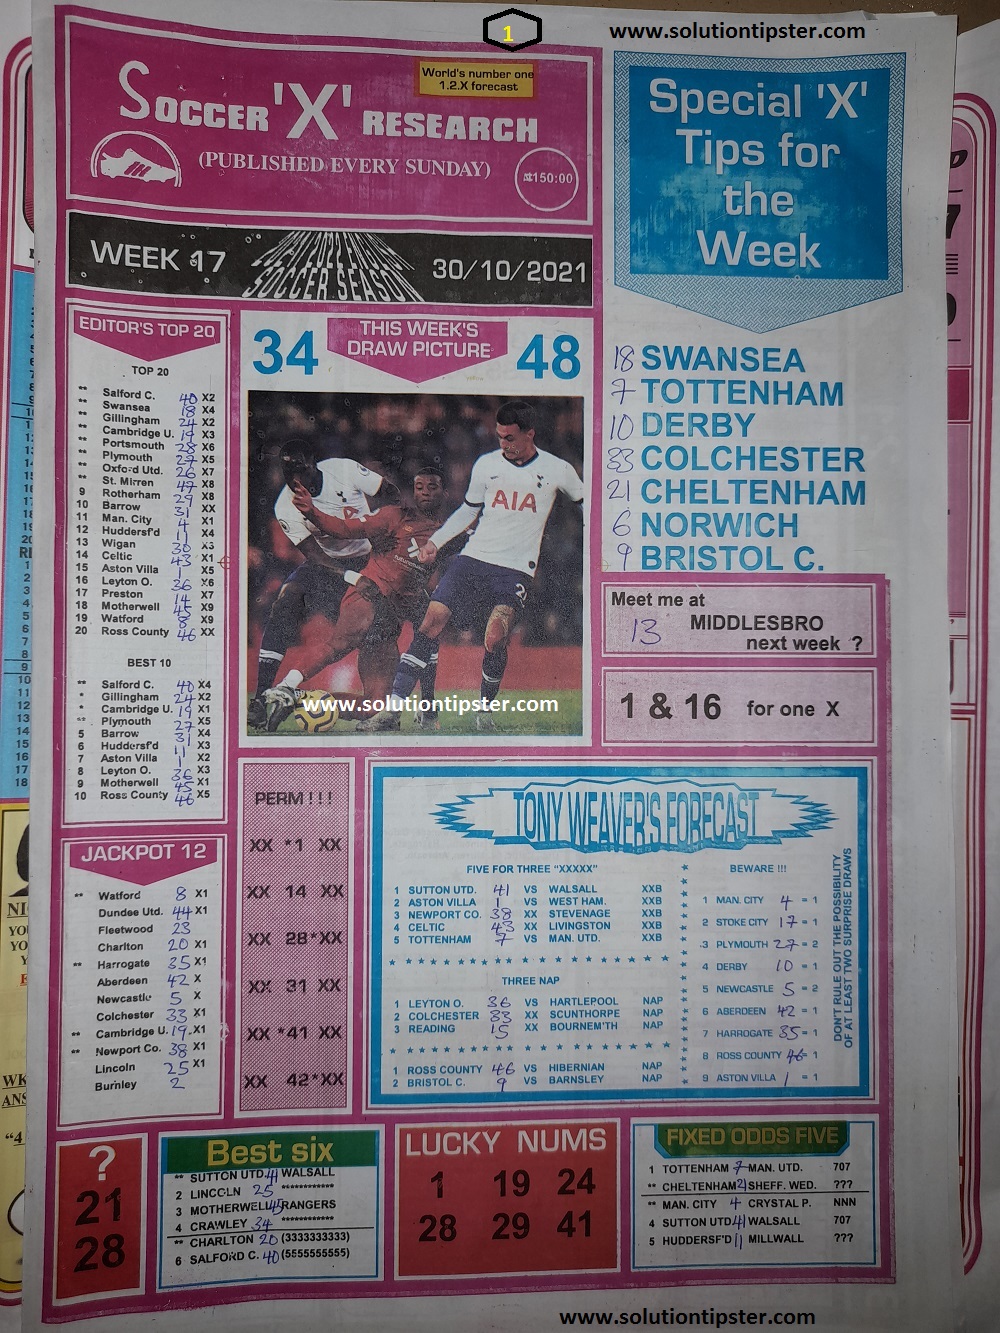 1
www.solutiontipster.com
SOCCER 'X' RESEARCH
World's number one
1.2.X forecast
(PUBLISHED EVERY SUNDAY)
₦150:00
WEEK 17
SOCCER SEASON
30/10/2021
Special 'X'
Tips for
the
Week
18 SWANSEA
7 TOTTENHAM
10 DERBY
33 COLCHESTER
21 CHELTENHAM
6 NORWICH
9 BRISTOL C.
Meet me at
13 MIDDLESBRO
next week ?
1 & 16 for one X
EDITOR'S TOP 20
TOP 20
** Salford C. 40 X2
** Swansea 18 X4
** Gillingham 24 X2
** Cambridge U. 19 X3
** Portsmouth 28 X6
** Plymouth 27 X5
** Oxford Utd. 26 X7
** St. Mirren 47 X8
9 Rotherham 29 X8
10 Barrow 31 XX
11 Man. City 4 X1
12 Huddersf'd 11 X4
13 Wigan 30 X3
14 Celtic 43 X1
15 Aston Villa 1 X5
16 Leyton O. 36 X6
17 Preston 14 X7
18 Motherwell 45 X9
19 Watford 8 X9
20 Ross County 46 XX
BEST 10
** Salford C. 40 X4
* Gillingham 24 X2
* Cambridge U. 19 X1
** Plymouth 27 X5
5 Barrow 31 X4
6 Huddersf'd 11 X3
7 Aston Villa 1 X2
8 Leyton O. 36 X3
9 Motherwell 45 X1
10 Ross County 46 X5
34
THIS WEEK'S
DRAW PICTURE
48
AIA
www.solutiontipster.com
JACKPOT 12
** Watford 8 X1
Dundee Utd. 44 X1
Fleetwood 23
Charlton 20 X1
** Harrogate 35 X1
Aberdeen 42 X
Newcastle 5 X
Colchester 33 X1
** Cambridge U. 19 X1
** Newport Co. 38 X1
Lincoln 25 X1
Burnley 2
PERM !!!
XX *1 XX
XX 14 XX
XX 28*XX
XX 31 XX
XX *41 XX
XX 42*XX
TONY WEAVER'S FORECAST
FIVE FOR THREE "XXXXX"
1 SUTTON UTD. 41 VS WALSALL XXB
2 ASTON VILLA 1 VS WEST HAM. XXB
3 NEWPORT CO. 38 XX STEVENAGE XXB
4 CELTIC 43 XX LIVINGSTON XXB
5 TOTTENHAM 7 VS MAN. UTD. XXB
THREE NAP
1 LEYTON O. 36 VS HARTLEPOOL NAP
2 COLCHESTER 33 XX SCUNTHORPE NAP
3 READING 15 XX BOURNEM'TH NAP
1 ROSS COUNTY 46 VS HIBERNIAN NAP
2 BRISTOL C. 9 VS BARNSLEY NAP
BEWARE !!!
1 MAN. CITY 4 = 1
2 STOKE CITY 17 = 1
3 PLYMOUTH 27 = 2
4 DERBY 10 = 1
5 NEWCASTLE 5 = 2
6 ABERDEEN 42 = 1
7 HARROGATE 35 = 1
8 ROSS COUNTY 46 = 1
9 ASTON VILLA 1 = 1
DON'T RULE OUT THE POSSIBILITY
OF AT LEAST TWO SURPRISE DRAWS
?
21
28
Best six
** SUTTON UTD. 41 WALSALL
2 LINCOLN 25 ************
3 MOTHERWELL 45 RANGERS
4 CRAWLEY 34 ************
** CHARLTON 20 (3333333333)
6 SALFORD C. 40 (5555555555)
LUCKY NUMS
1 19 24
28 29 41
FIXED ODDS FIVE
1 TOTTENHAM 7 MAN. UTD. 707
** CHELTENHAM 21 SHEFF. WED. ???
** MAN. CITY 4 CRYSTAL P. NNN
4 SUTTON UTD 41 WALSALL 707
5 HUDDERSF'D 11 MILLWALL ???
www.solutiontipster.com